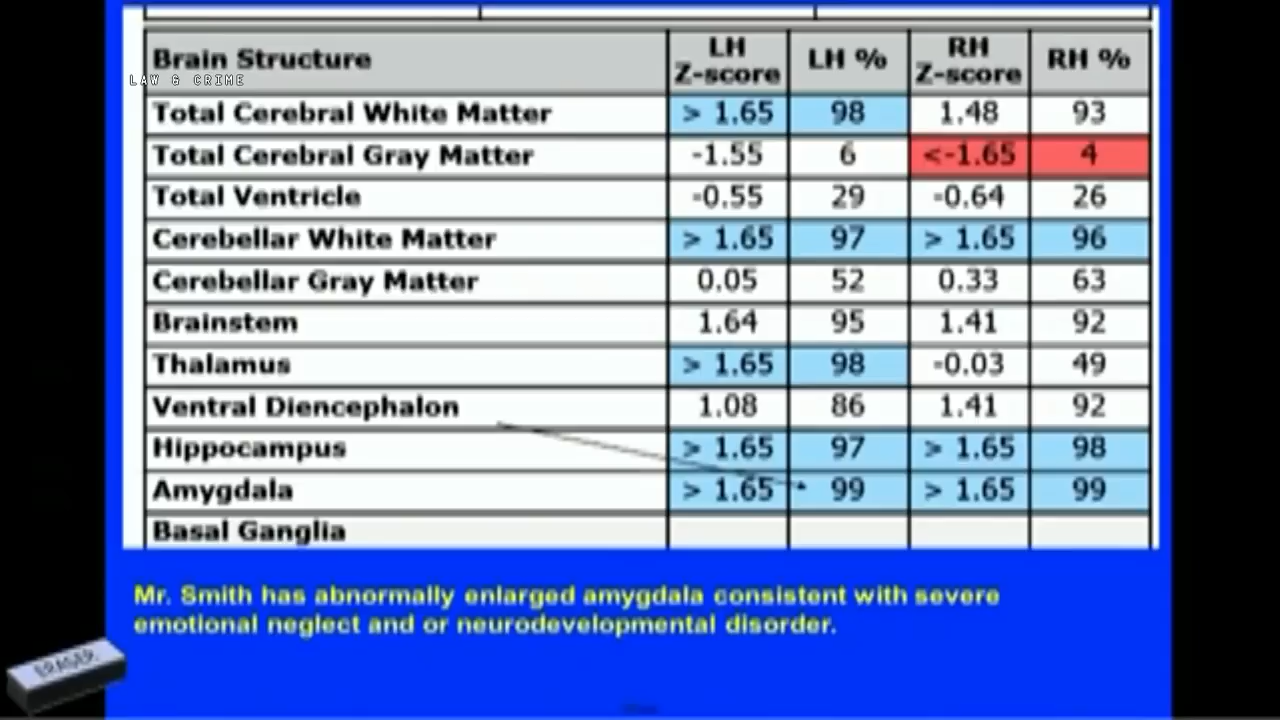 Brain Structure LH Z-score LH % RH Z-score RH %
LAW & CRIME
Total Cerebral White Matter > 1.65 98 1.48 93
Total Cerebral Gray Matter -1.55 6 <-1.65 4
Total Ventricle -0.55 29 -0.64 26
Cerebellar White Matter > 1.65 97 > 1.65 96
Cerebellar Gray Matter 0.05 52 0.33 63
Brainstem 1.64 95 1.41 92
Thalamus > 1.65 98 -0.03 49
Ventral Diencephalon 1.08 86 1.41 92
Hippocampus > 1.65 97 > 1.65 98
Amygdala > 1.65 99 > 1.65 99
Basal Ganglia
Mr. Smith has abnormally enlarged amygdala consistent with severe
emotional neglect and or neurodevelopmental disorder.
ERASER